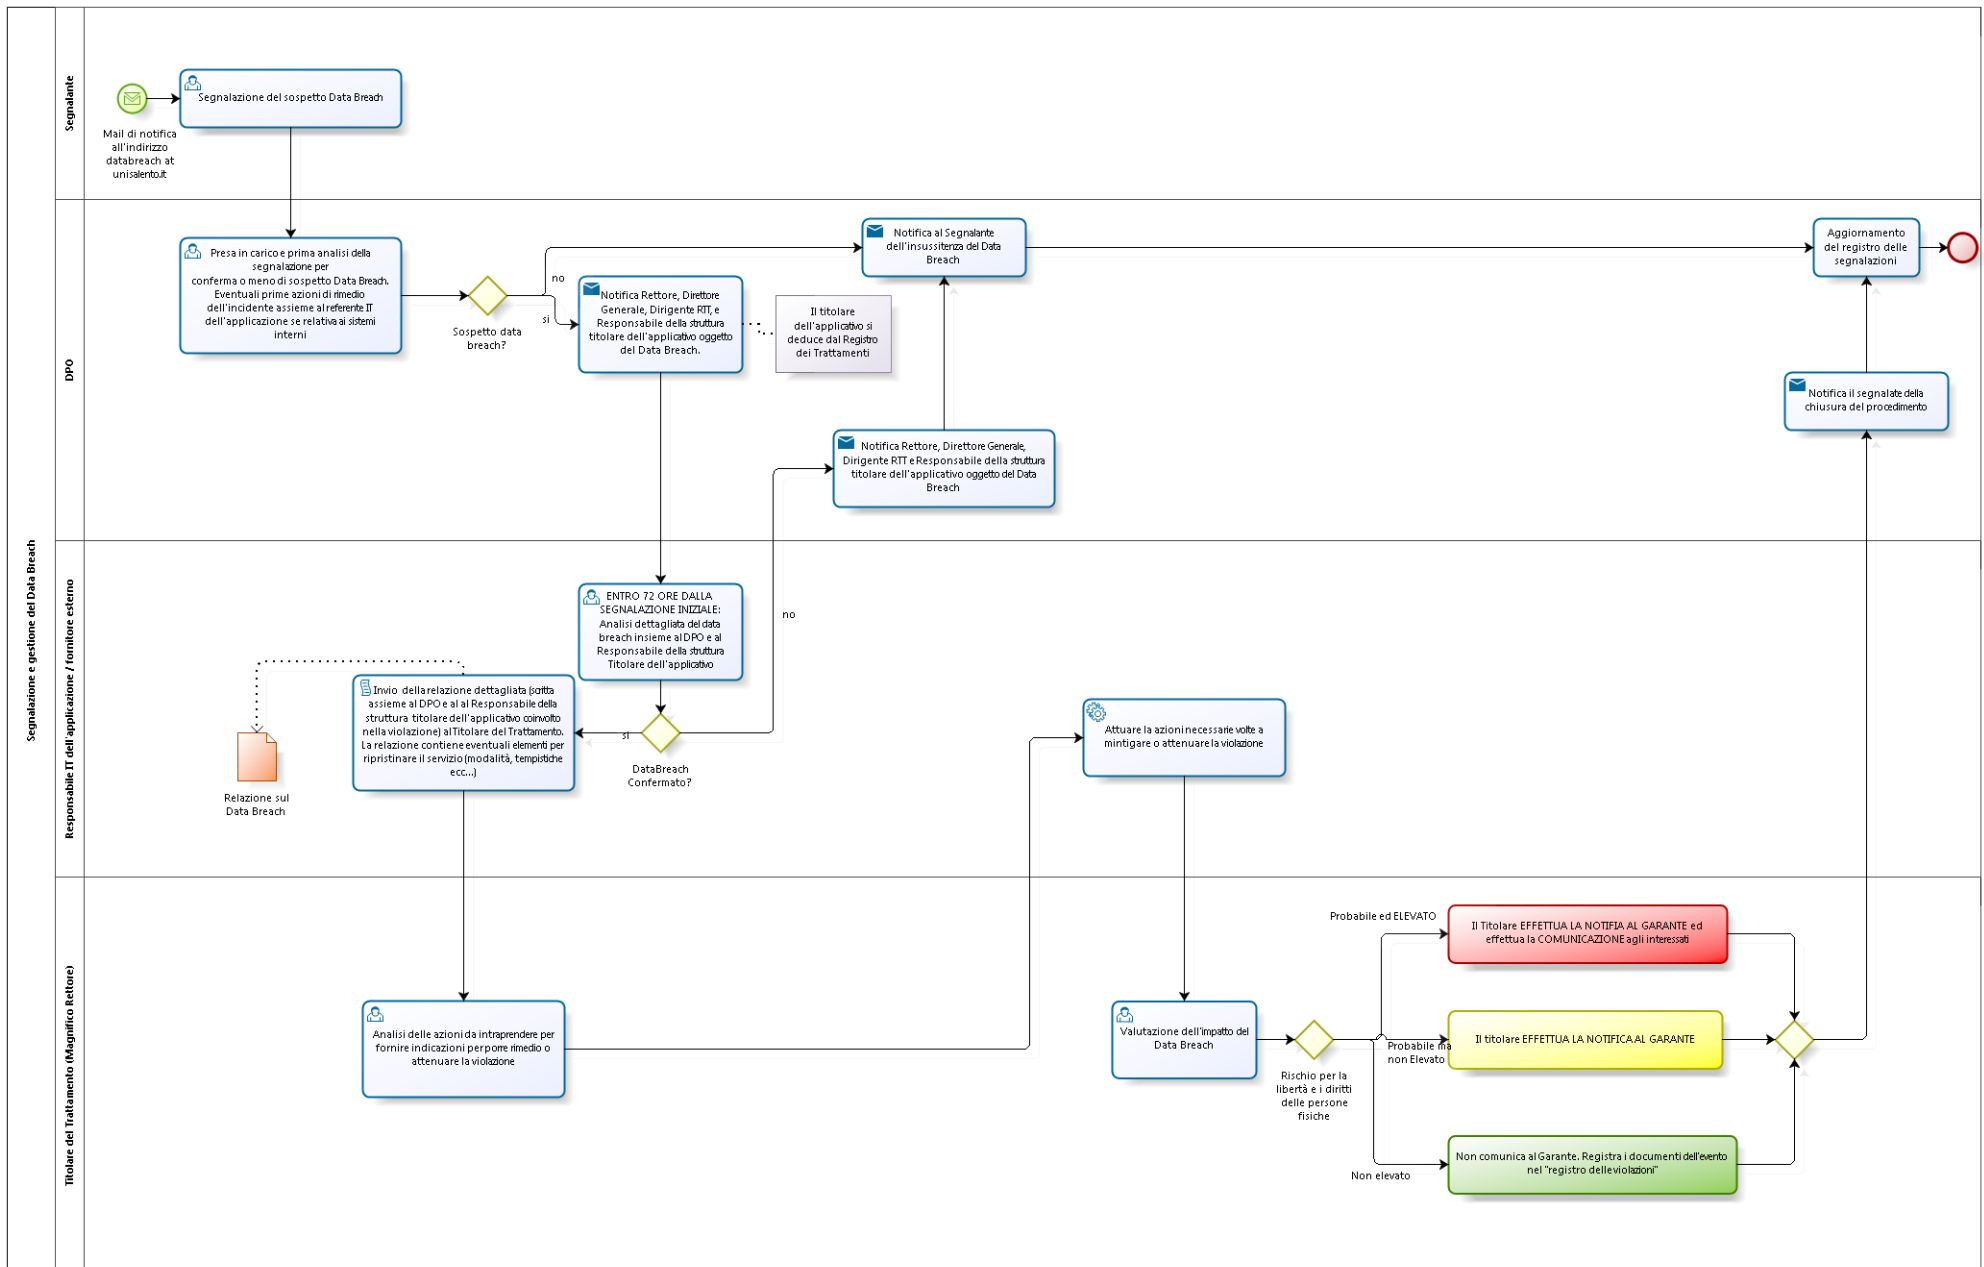 Segnalazione e gestione del Data Breach
Segnalante
Mail di notifica
all'indirizzo
databreach at
unisalento.it
Segnalazione del sospetto Data Breach
DPO
Presa in carico e prima analisi della
segnalazione per
conferma o meno di sospetto Data Breach.
Eventuali prime azioni di rimedio
dell'incidente assieme al referente IT
dell'applicazione se relativa ai sistemi
interni
Sospetto data
breach?
no
si
Notifica Rettore, Direttore
Generale, Dirigente RTT, e
Responsabile della struttura
titolare dell'applicativo oggetto
del Data Breach.
Il titolare
dell'applicativo si
deduce dal Registro
dei Trattamenti
Notifica al Segnalante
dell'insussitenza del Data
Breach
Notifica Rettore, Direttore Generale,
Dirigente RTT e Responsabile della struttura
titolare dell'applicativo oggetto del Data
Breach
Aggiornamento
del registro delle
segnalazioni
Notifica il segnalate della
chiusura del procedimento
Responsabile IT dell'applicazione / fornitore esterno
ENTRO 72 ORE DALLA
SEGNALAZIONE INIZIALE:
Analisi dettagliata del data
breach insieme al DPO e al
Responsabile della struttura
Titolare dell'applicativo
no
si
DataBreach
Confermato?
Invio della relazione dettagliata (scritta
assieme al DPO e al al Responsabile della
struttura titolare dell'applicativo coinvolto
nella violazione) al Titolare del Trattamento.
La relazione contiene eventuali elementi per
ripristinare il servizio (modalità, tempistiche
ecc...)
Relazione sul
Data Breach
Attuare la azioni necessarie volte a
mintigare o attenuare la violazione
Titolare del Trattamento (Magnifico Rettore)
Analisi delle azioni da intraprendere per
fornire indicazioni per porre rimedio o
attenuare la violazione
Valutazione dell'impatto del
Data Breach
Rischio per la
libertà e i diritti
delle persone
fisiche
Probabile ed ELEVATO
Probabile ma
non Elevato
Non elevato
Il Titolare EFFETTUA LA NOTIFIA AL GARANTE ed
effettua la COMUNICAZIONE agli interessati
Il titolare EFFETTUA LA NOTIFICA AL GARANTE
Non comunica al Garante. Registra i documenti dell'evento
nel "registro delle violazioni"